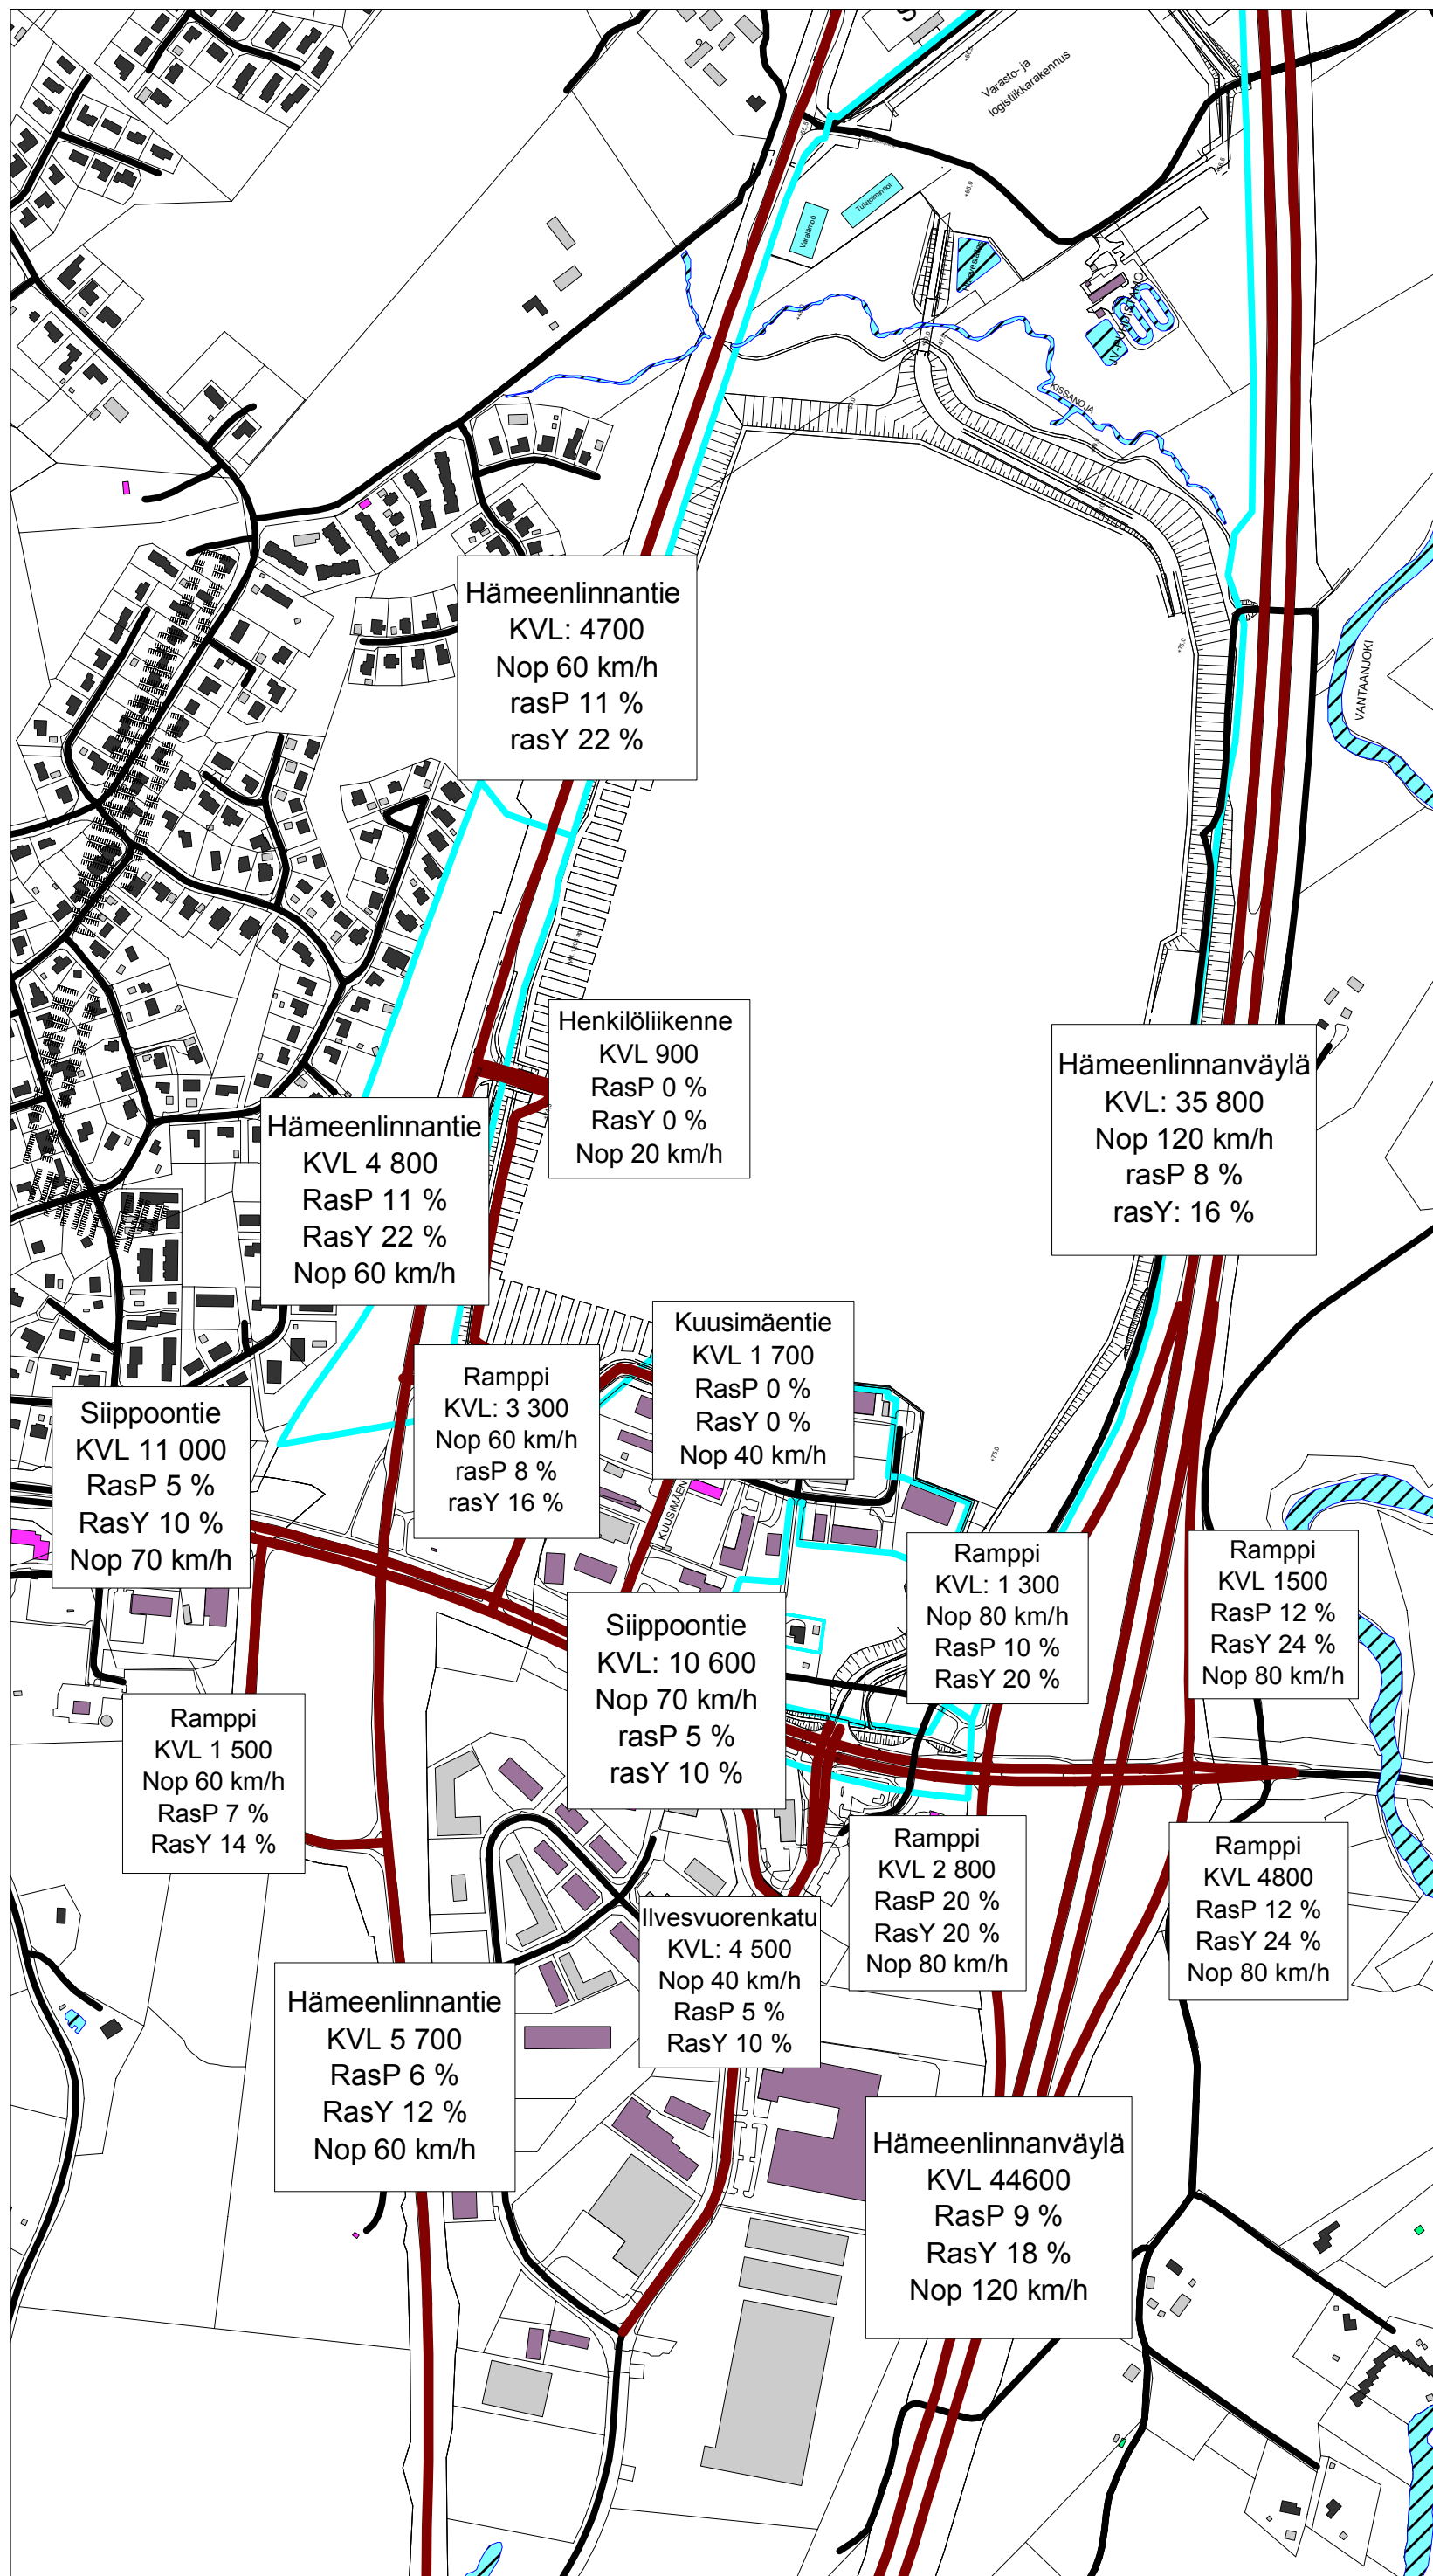 Varasto- ja
logistiikkarakennus
Tukitoiminnot
Varalämpö
KISSANOJA
VANTAANJOKI
Hämeenlinnantie
KVL: 4700
Nop 60 km/h
rasP 11 %
rasY 22 %
Henkilöliikenne
KVL 900
RasP 0 %
RasY 0 %
Nop 20 km/h
Hämeenlinnanväylä
KVL: 35 800
Nop 120 km/h
rasP 8 %
rasY: 16 %
Hämeenlinnantie
KVL 4 800
RasP 11 %
RasY 22 %
Nop 60 km/h
Kuusimäentie
KVL 1 700
RasP 0 %
RasY 0 %
Nop 40 km/h
Ramppi
KVL: 3 300
Nop 60 km/h
rasP 8 %
rasY 16 %
Siippoontie
KVL 11 000
RasP 5 %
RasY 10 %
Nop 70 km/h
+75,0
KUUSIMÄEN
Ramppi
KVL: 1 300
Nop 80 km/h
RasP 10 %
RasY 20 %
Ramppi
KVL 1500
RasP 12 %
RasY 24 %
Nop 80 km/h
Siippoontie
KVL: 10 600
Nop 70 km/h
rasP 5 %
rasY 10 %
Ramppi
KVL 1 500
Nop 60 km/h
RasP 7 %
RasY 14 %
Ramppi
KVL 2 800
RasP 20 %
RasY 20 %
Nop 80 km/h
Ramppi
KVL 4800
RasP 12 %
RasY 24 %
Nop 80 km/h
Ilvesvuorenkatu
KVL: 4 500
Nop 40 km/h
RasP 5 %
RasY 10 %
Hämeenlinnantie
KVL 5 700
RasP 6 %
RasY 12 %
Nop 60 km/h
Hämeenlinnanväylä
KVL 44600
RasP 9 %
RasY 18 %
Nop 120 km/h